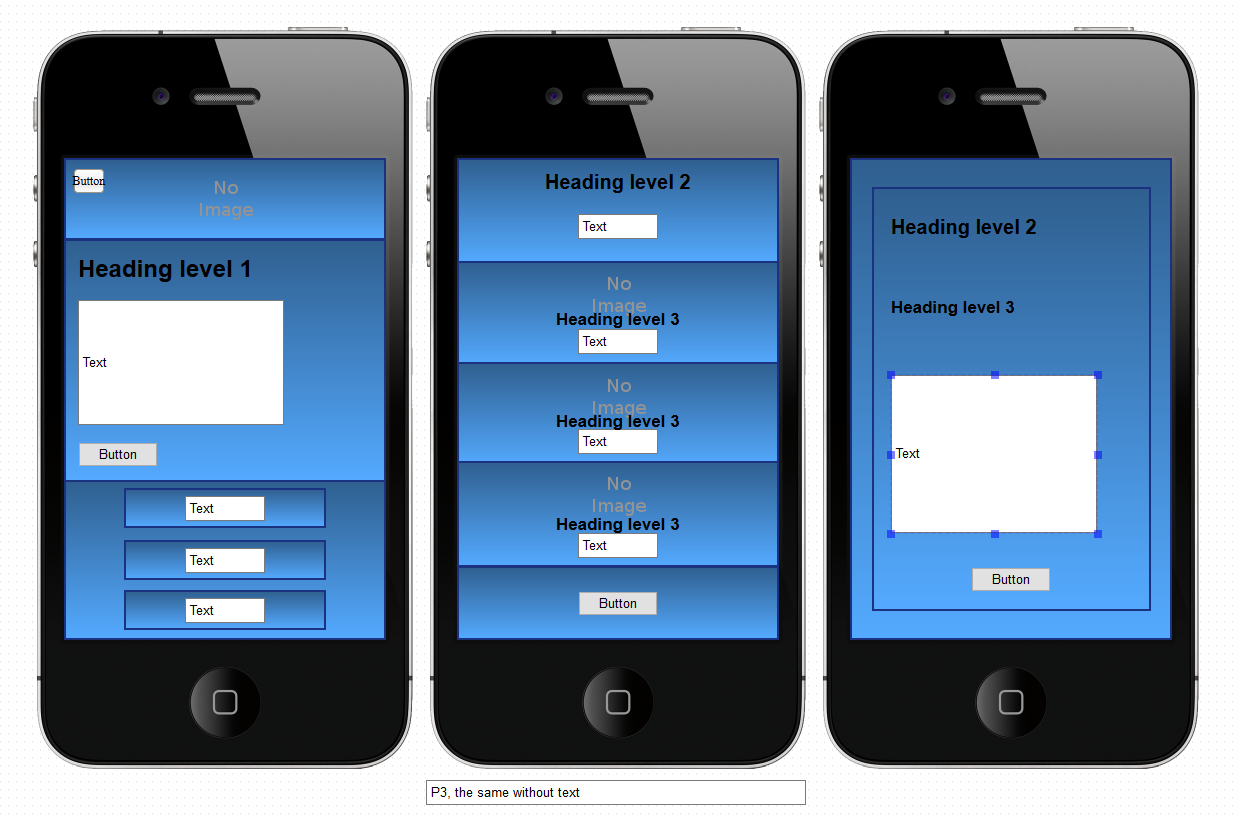 Button
No
Image
Heading level 1
Text
Button
Text
Text
Text
Heading level 2
Text
No
Image
Heading level 3
Text
No
Image
Heading level 3
Text
No
Image
Heading level 3
Text
Button
Heading level 2
Heading level 3
Text
Button
P3, the same without text